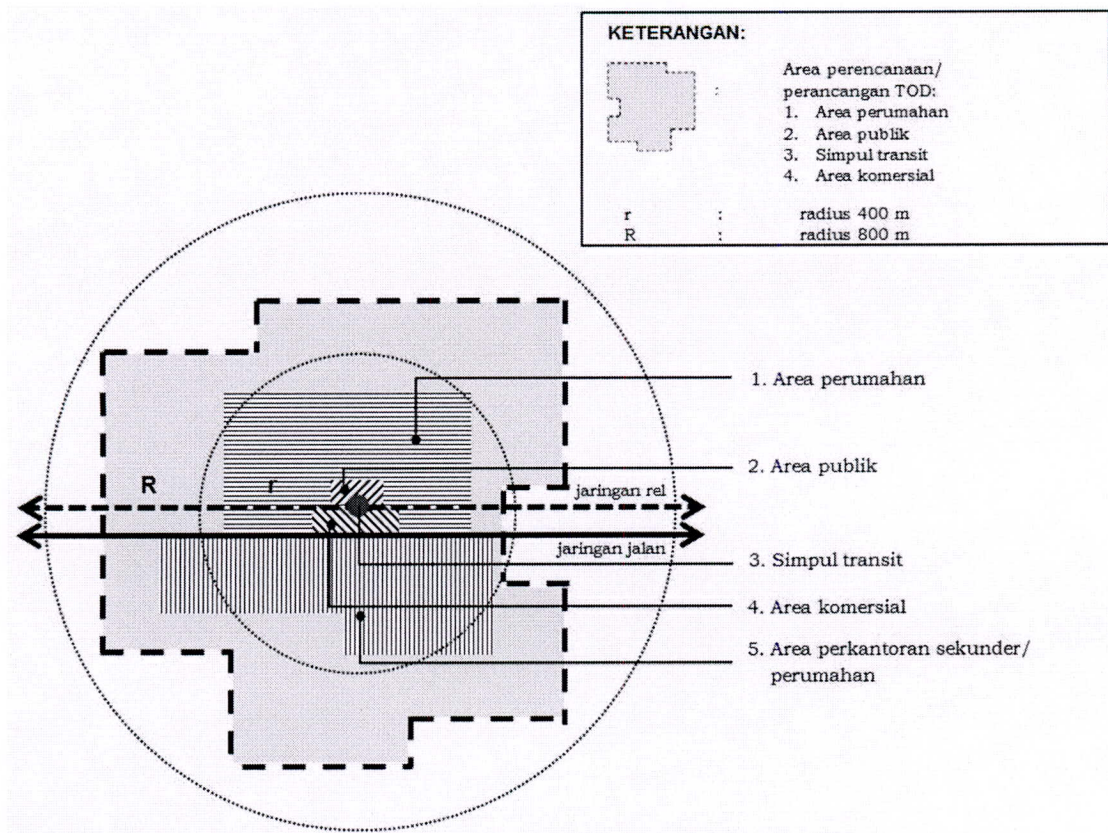 KETERANGAN:
: Area perencanaan/
perancangan TOD:
1. Area perumahan
2. Area publik
3. Simpul transit
4. Area komersial
r : radius 400 m
R : radius 800 m
1. Area perumahan
2. Area publik
R r jaringan rel
jaringan jalan
3. Simpul transit
4. Area komersial
5. Area perkantoran sekunder/
perumahan